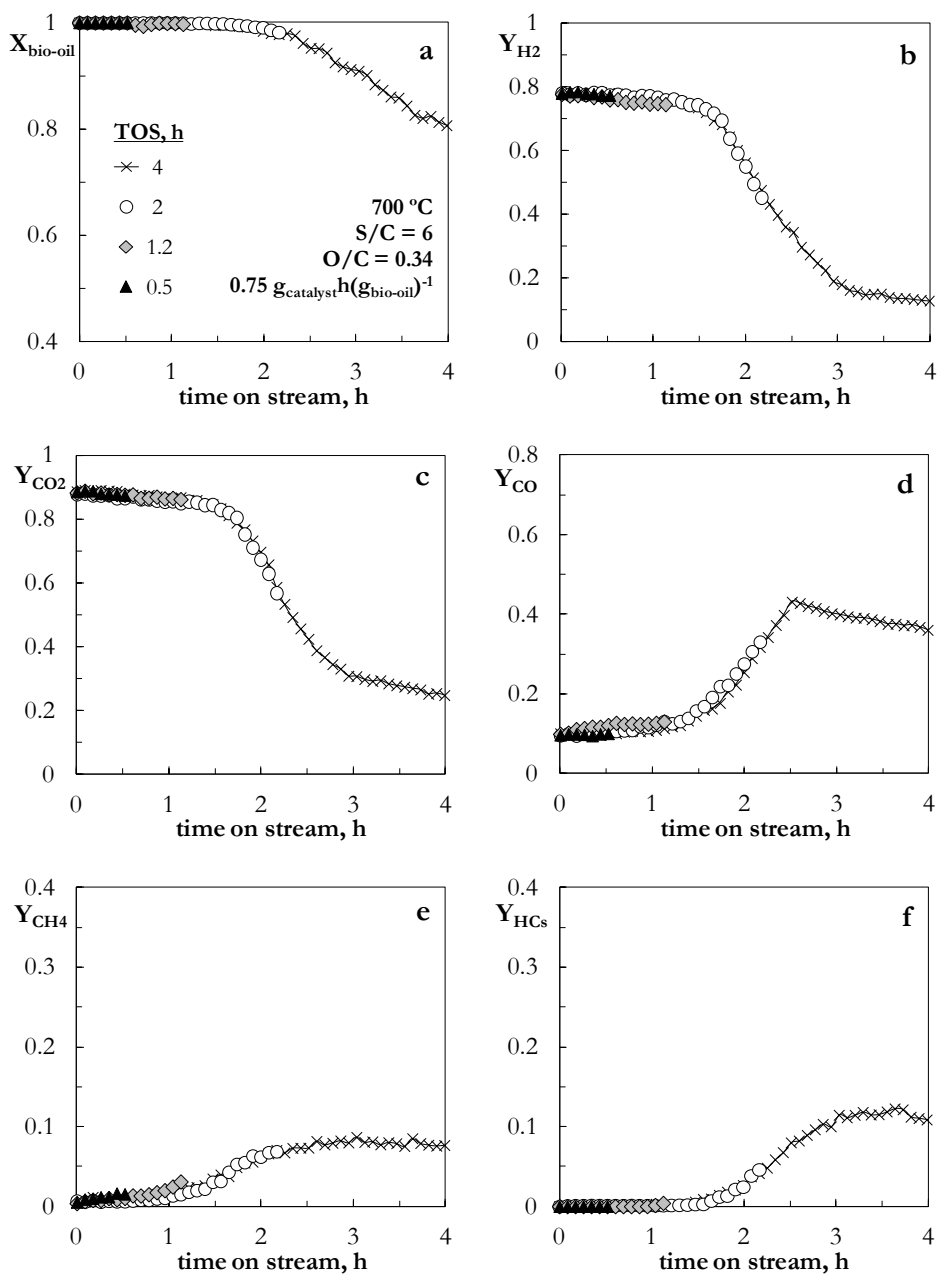 a
X_bio-oil
1
0.8
0.6
0.4
TOS, h
4
2
1.2
0.5
700 ºC
S/C = 6
O/C = 0.34
0.75 g_catalyst h(g_bio-oil)^-1
0 1 2 3 4
time on stream, h
b
Y_H2
1
0.8
0.6
0.4
0.2
0
0 1 2 3 4
time on stream, h
c
Y_CO2
1
0.8
0.6
0.4
0.2
0
0 1 2 3 4
time on stream, h
d
Y_CO
0.8
0.6
0.4
0.2
0
0 1 2 3 4
time on stream, h
e
Y_CH4
0.4
0.3
0.2
0.1
0
0 1 2 3 4
time on stream, h
f
Y_HCs
0.4
0.3
0.2
0.1
0
0 1 2 3 4
time on stream, h